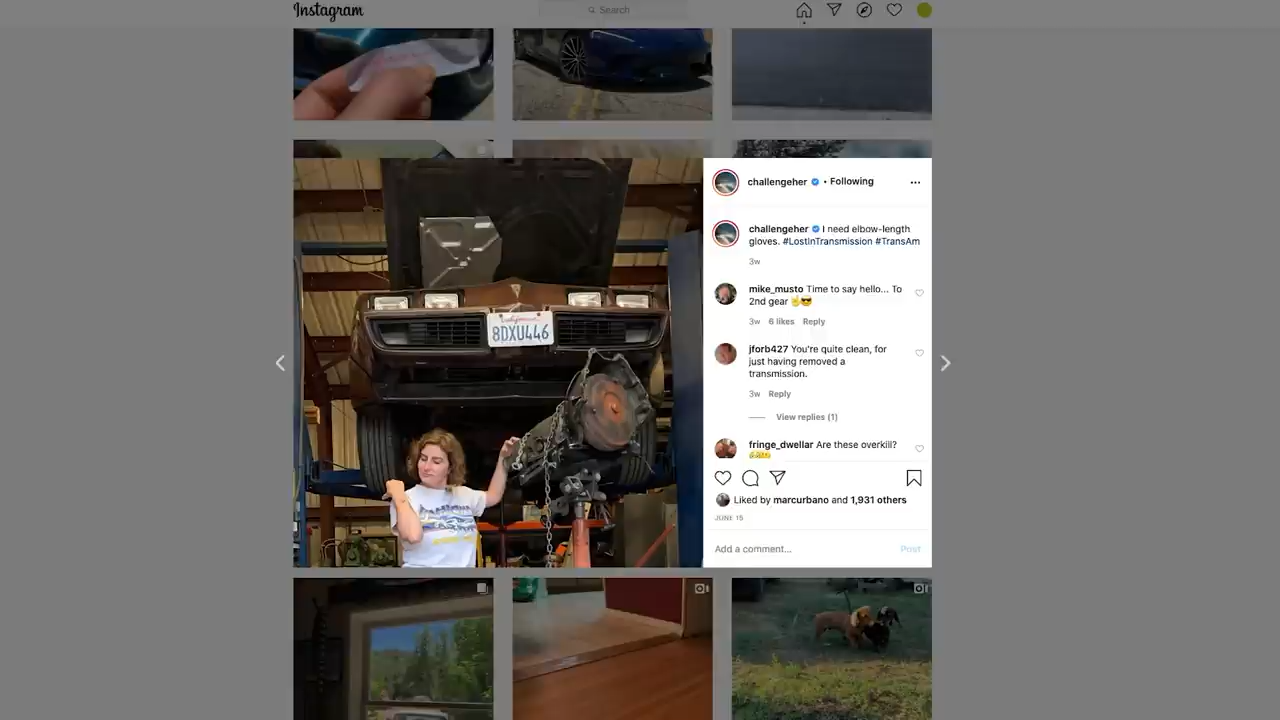 Instagram
Search
challengeher • Following
challengeher I need elbow-length
gloves. #LostInTransmission #TransAm
3w
mike_musto Time to say hello... To
2nd gear ✌️😎
3w 6 likes Reply
jforb427 You're quite clean, for
just having removed a
transmission.
3w Reply
View replies (1)
fringe_dwellar Are these overkill?
Liked by marcurbano and 1,931 others
JUNE 15
Add a comment...
Post
California
8DXU446